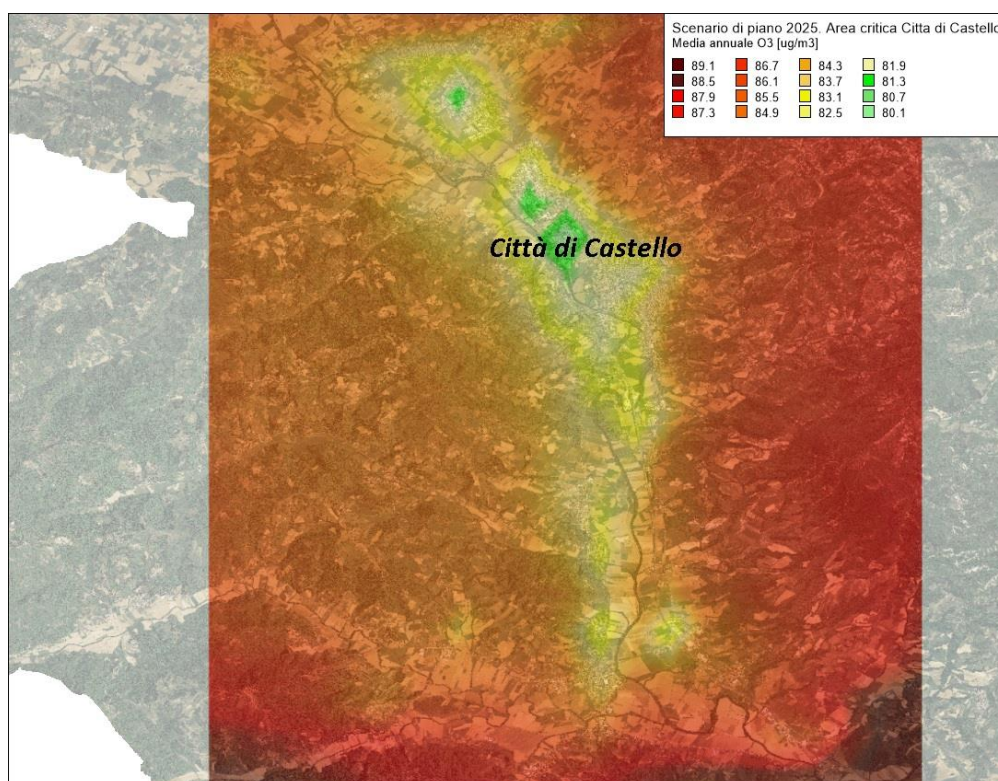 Scenario di piano 2025. Area critica Citta di Castello
Media annuale O3 [ug/m3]
89.1 86.7 84.3 81.9
88.5 86.1 83.7 81.3
87.9 85.5 83.1 80.7
87.3 84.9 82.5 80.1
Città di Castello